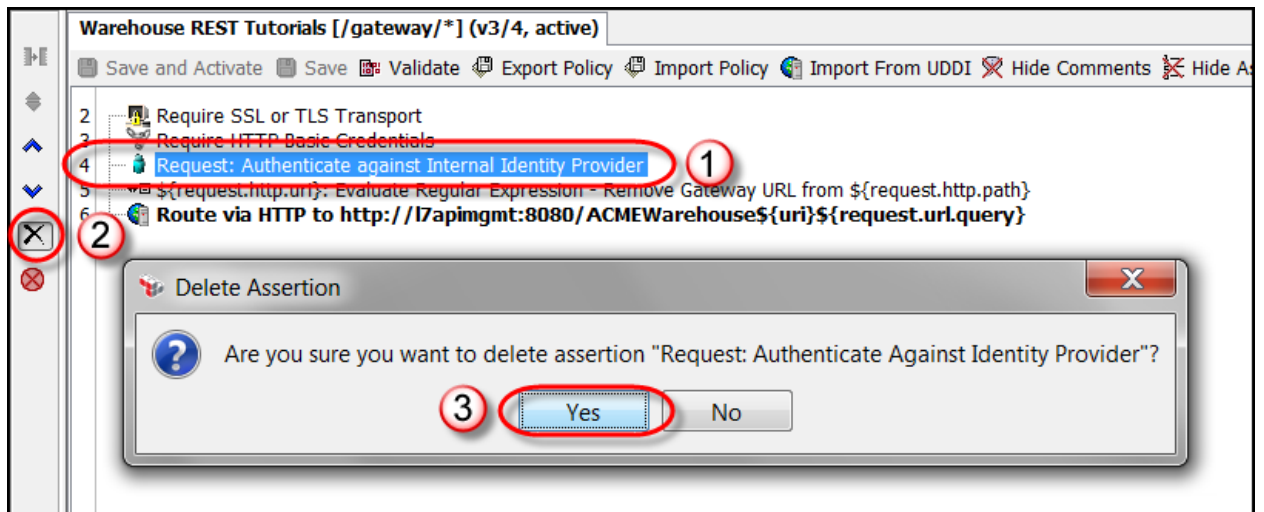 Warehouse REST Tutorials [/gateway/*] (v3/4, active)
Save and Activate Save Validate Export Policy Import Policy Import From UDDI Hide Comments Hide As
2 Require SSL or TLS Transport
3 Require HTTP Basic Credentials
4 Request: Authenticate against Internal Identity Provider 1
5 ${request.http.uri}: Evaluate Regular Expression - Remove Gateway URL from ${request.http.path}
6 Route via HTTP to http://l7apimgmt:8080/ACMEWarehouse${uri}${request.url.query}
2
Delete Assertion X
? Are you sure you want to delete assertion "Request: Authenticate Against Identity Provider"?
3 Yes No